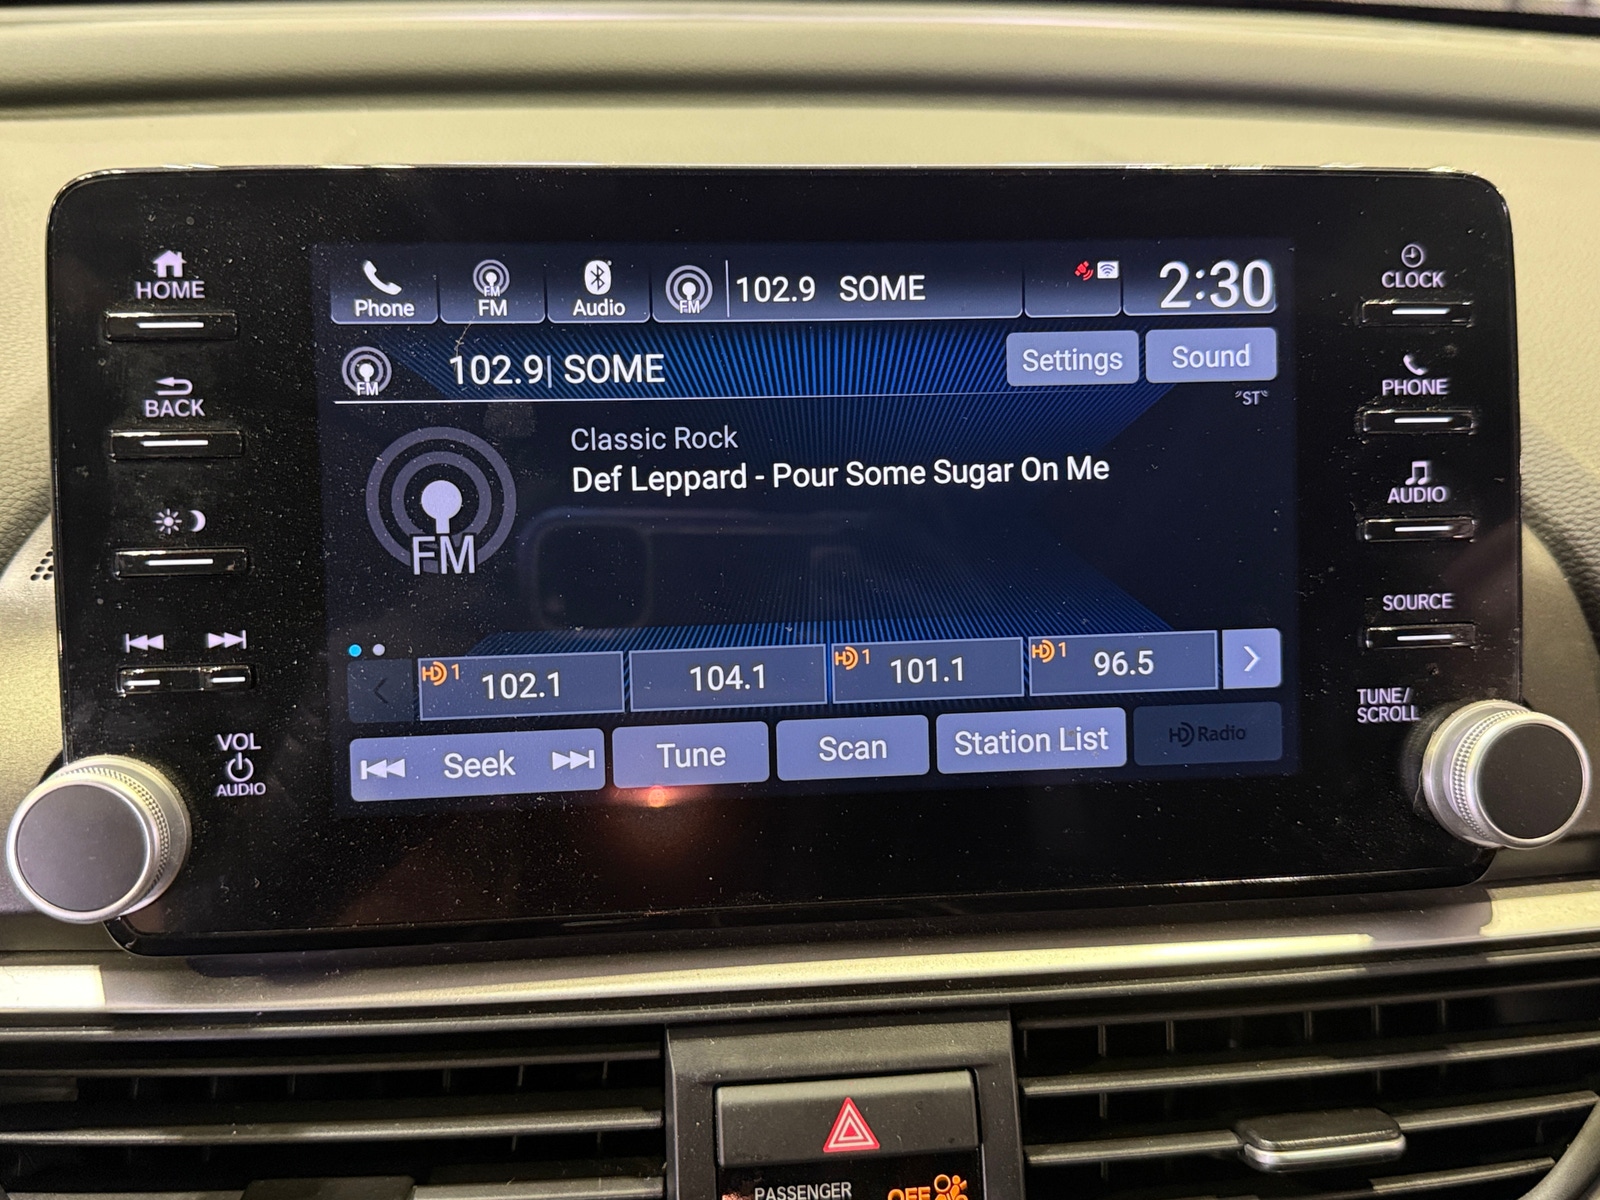 HOME
BACK
VOL
AUDIO
Phone
FM
FM
Audio
FM
102.9 SOME
2:30
FM
102.9| SOME
Settings
Sound
"ST"
FM
Classic Rock
Def Leppard - Pour Some Sugar On Me
HD 1 102.1
104.1
HD 1 101.1
HD 1 96.5
Seek
Tune
Scan
Station List
HD Radio
CLOCK
PHONE
AUDIO
SOURCE
TUNE/
SCROLL
PASSENGER
OFF